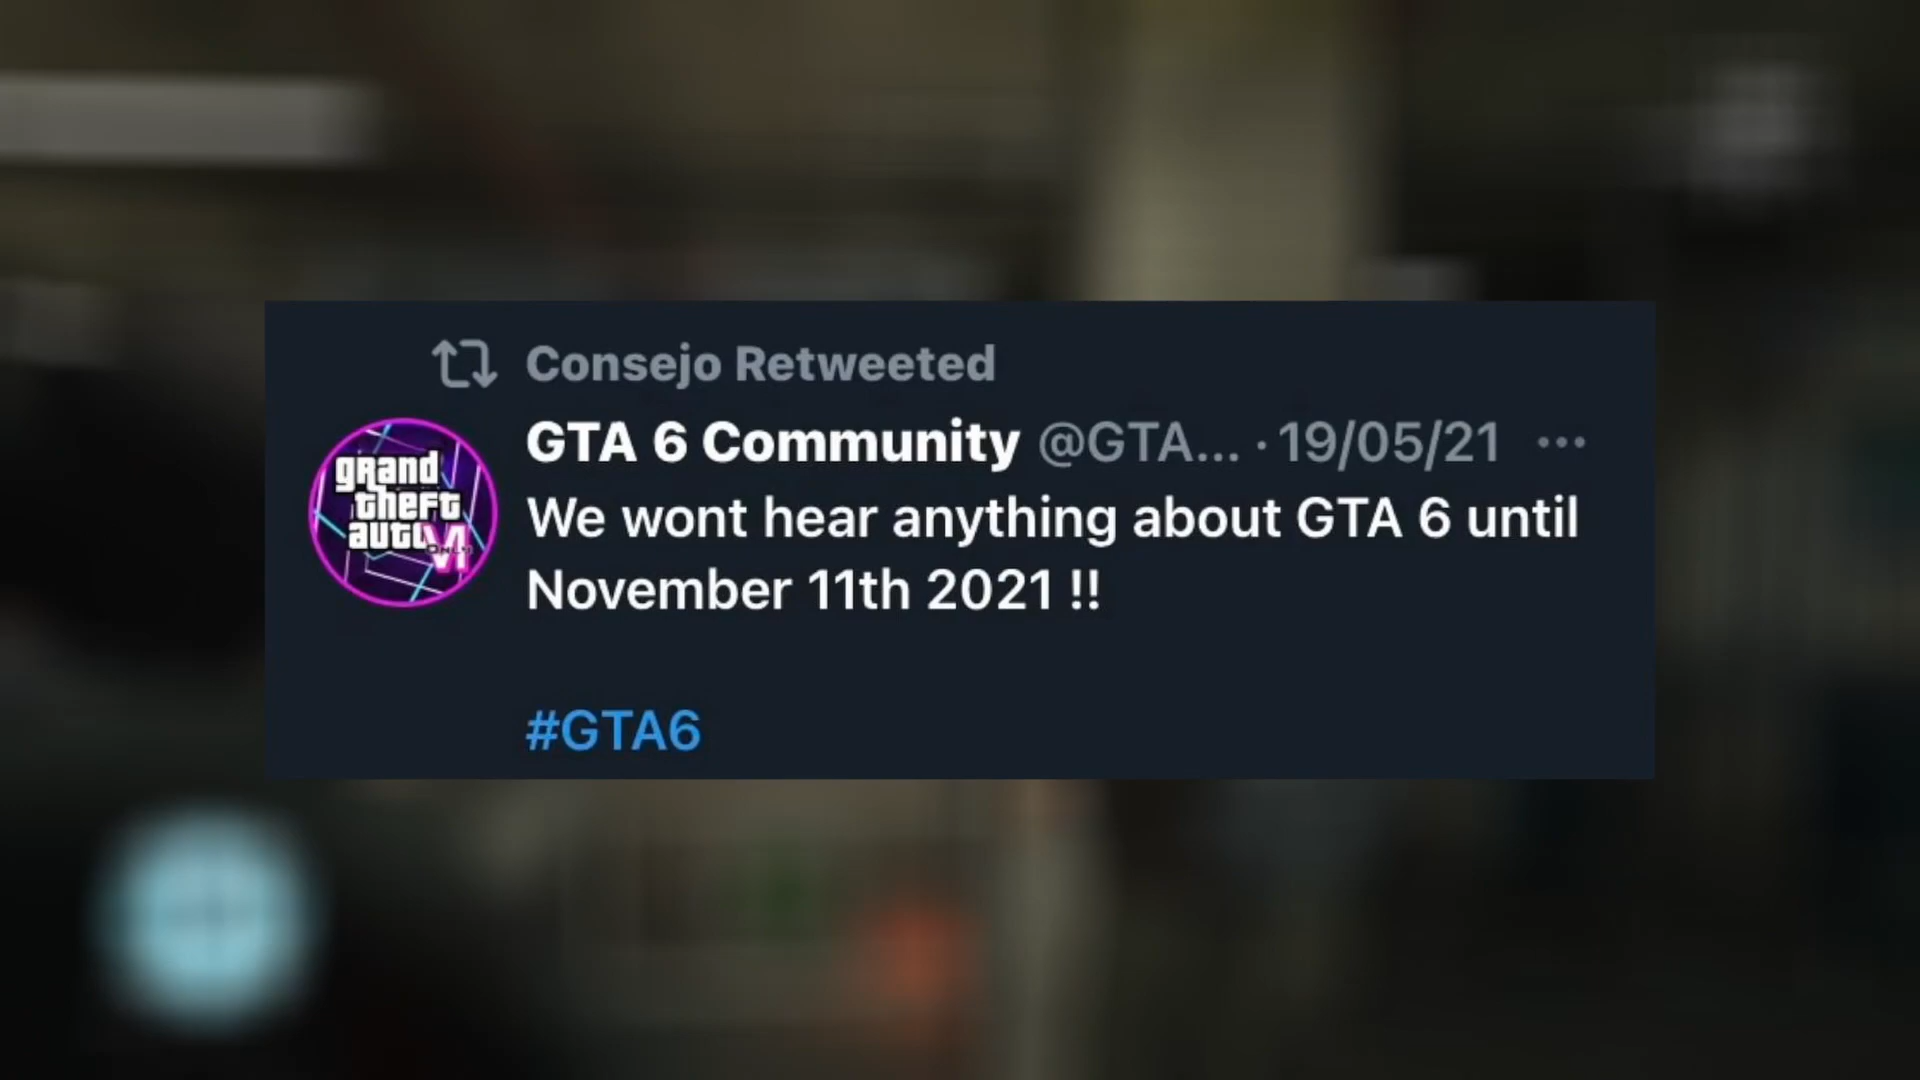 Consejo Retweeted
GTA 6 Community @GTA... · 19/05/21 ...
We wont hear anything about GTA 6 until
November 11th 2021 !!
#GTA6
grand
theft
auto
VI
ONLY